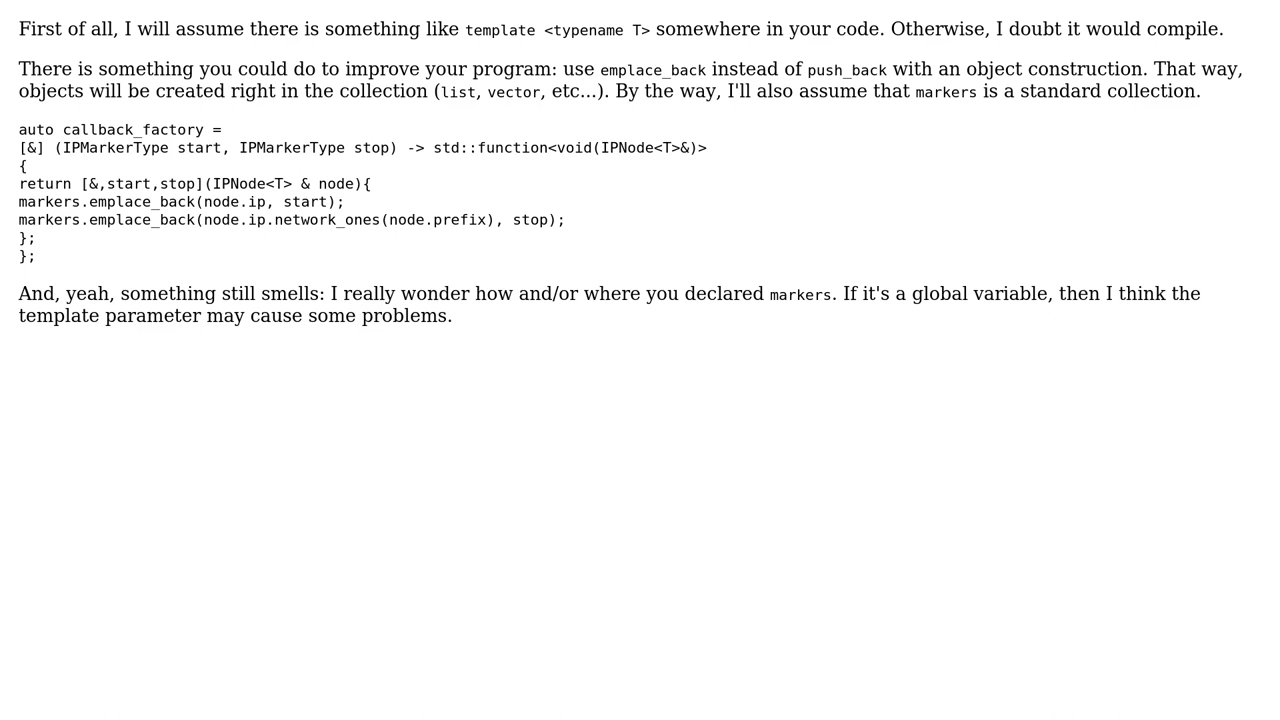 First of all, I will assume there is something like template <typename T> somewhere in your code. Otherwise, I doubt it would compile.
There is something you could do to improve your program: use emplace_back instead of push_back with an object construction. That way,
objects will be created right in the collection (list, vector, etc...). By the way, I'll also assume that markers is a standard collection.
auto callback_factory =
[&] (IPMarkerType start, IPMarkerType stop) -> std::function<void(IPNode<T>&)>
{
return [&,start,stop](IPNode<T> & node){
markers.emplace_back(node.ip, start);
markers.emplace_back(node.ip.network_ones(node.prefix), stop);
};
};
And, yeah, something still smells: I really wonder how and/or where you declared markers. If it's a global variable, then I think the
template parameter may cause some problems.